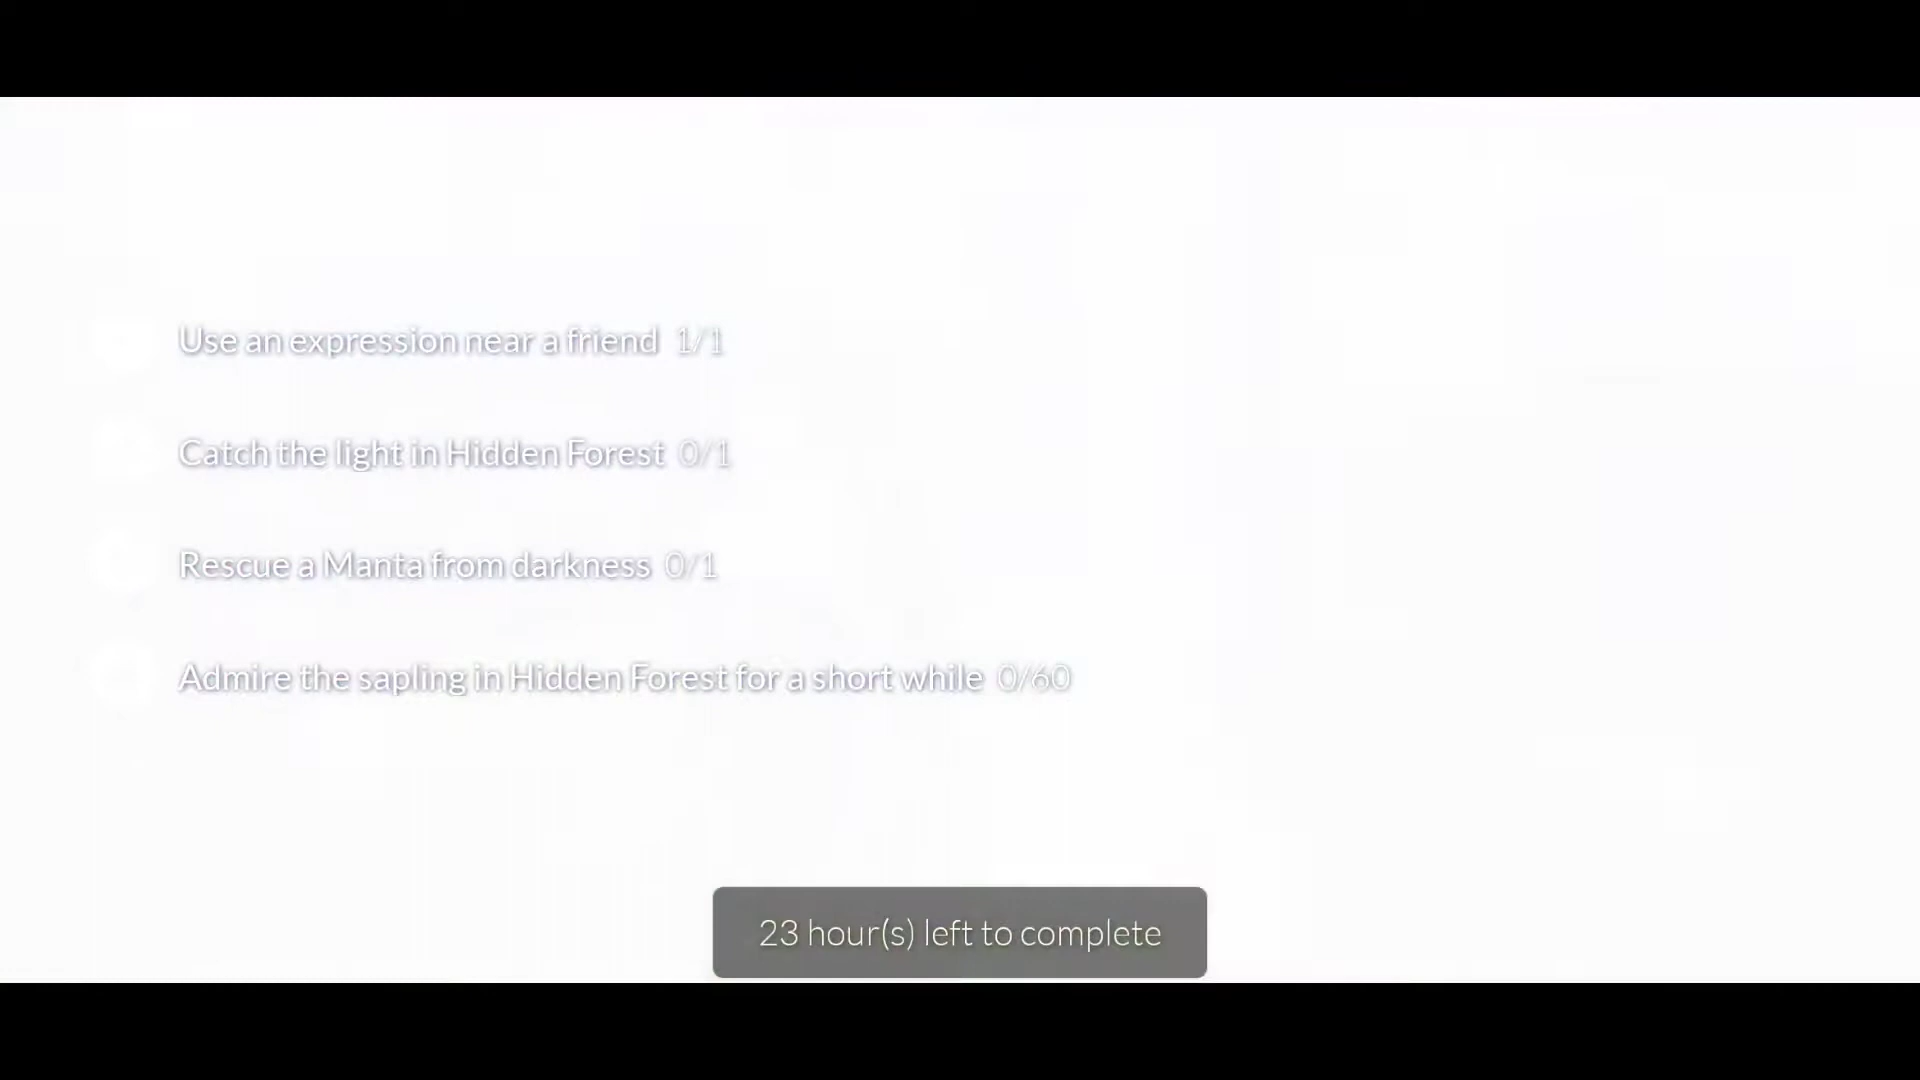 Use an expression near a friend 1/1
Catch the light in Hidden Forest 0/1
Rescue a Manta from darkness 0/1
Admire the sapling in Hidden Forest for a short while 0/60
23 hour(s) left to complete